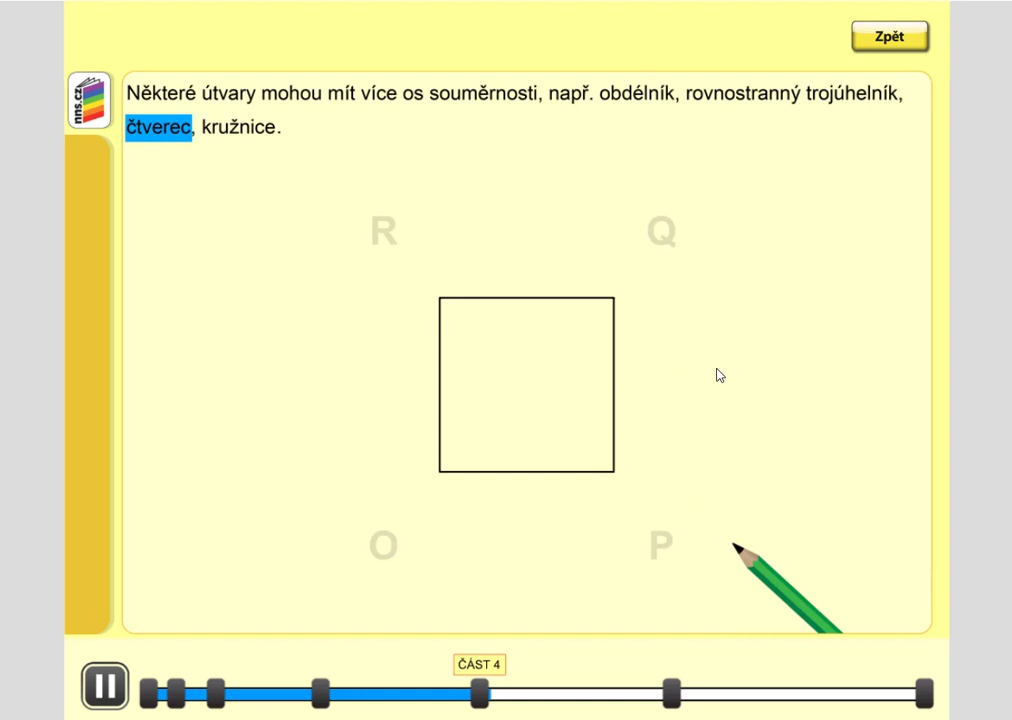 Zpět
nns.cz
Některé útvary mohou mít více os souměrnosti, např. obdélník, rovnostranný trojúhelník,
čtverec, kružnice.
R Q
O P
ČÁST 4